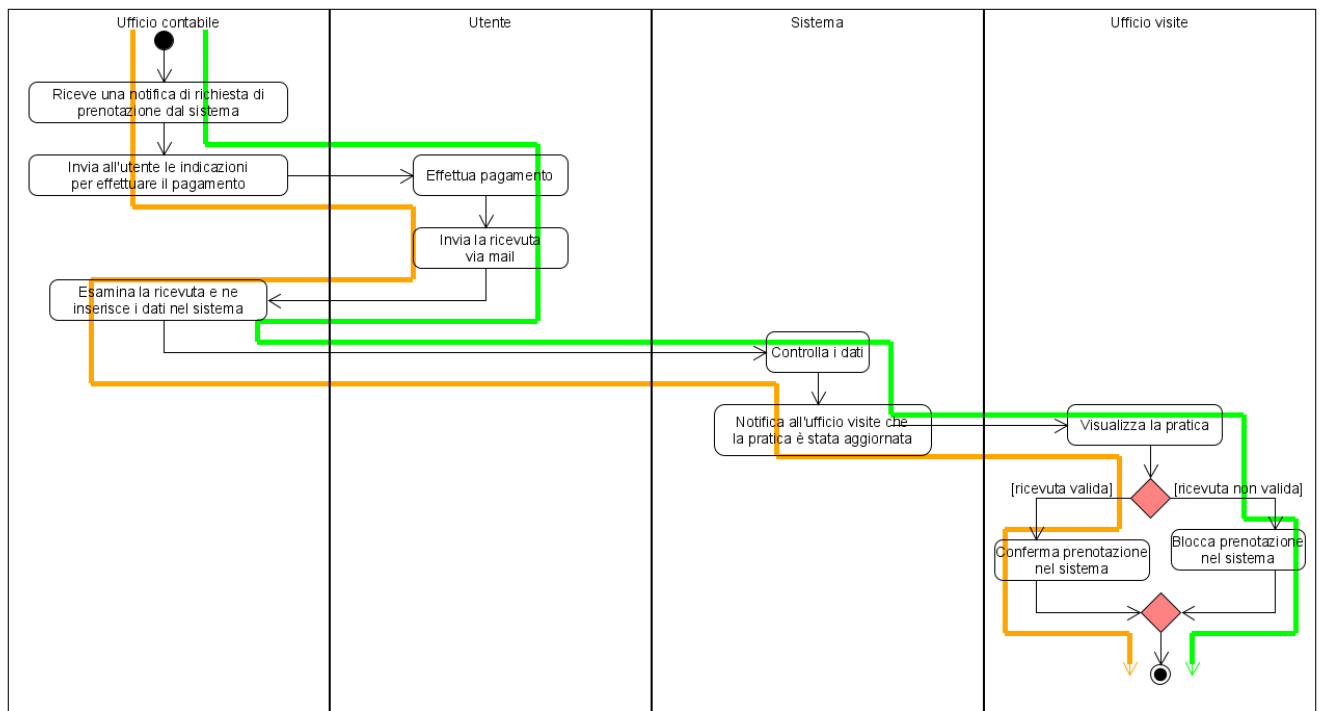 Ufficio contabile
Utente
Sistema
Ufficio visite
Riceve una notifica di richiesta di
prenotazione dal sistema
Invia all'utente le indicazioni
per effettuare il pagamento
Effettua pagamento
Invia la ricevuta
via mail
Esamina la ricevuta e ne
inserisce i dati nel sistema
Controlla i dati
Notifica all'ufficio visite che
la pratica è stata aggiornata
Visualizza la pratica
[ricevuta valida]
[ricevuta non valida]
Conferma prenotazione
nel sistema
Blocca prenotazione
nel sistema